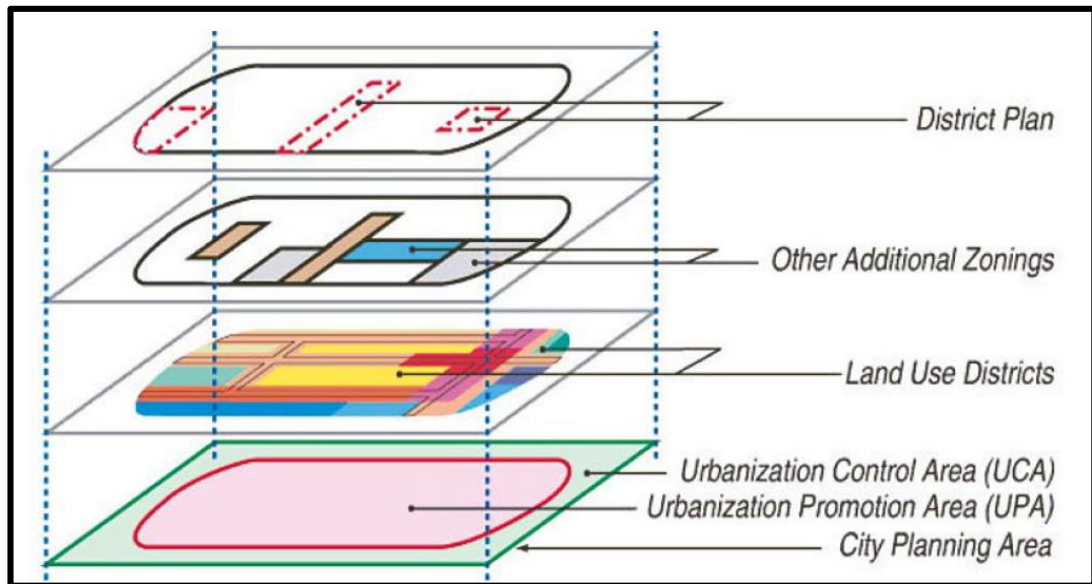 District Plan
Other Additional Zonings
Land Use Districts
Urbanization Control Area (UCA)
Urbanization Promotion Area (UPA)
City Planning Area